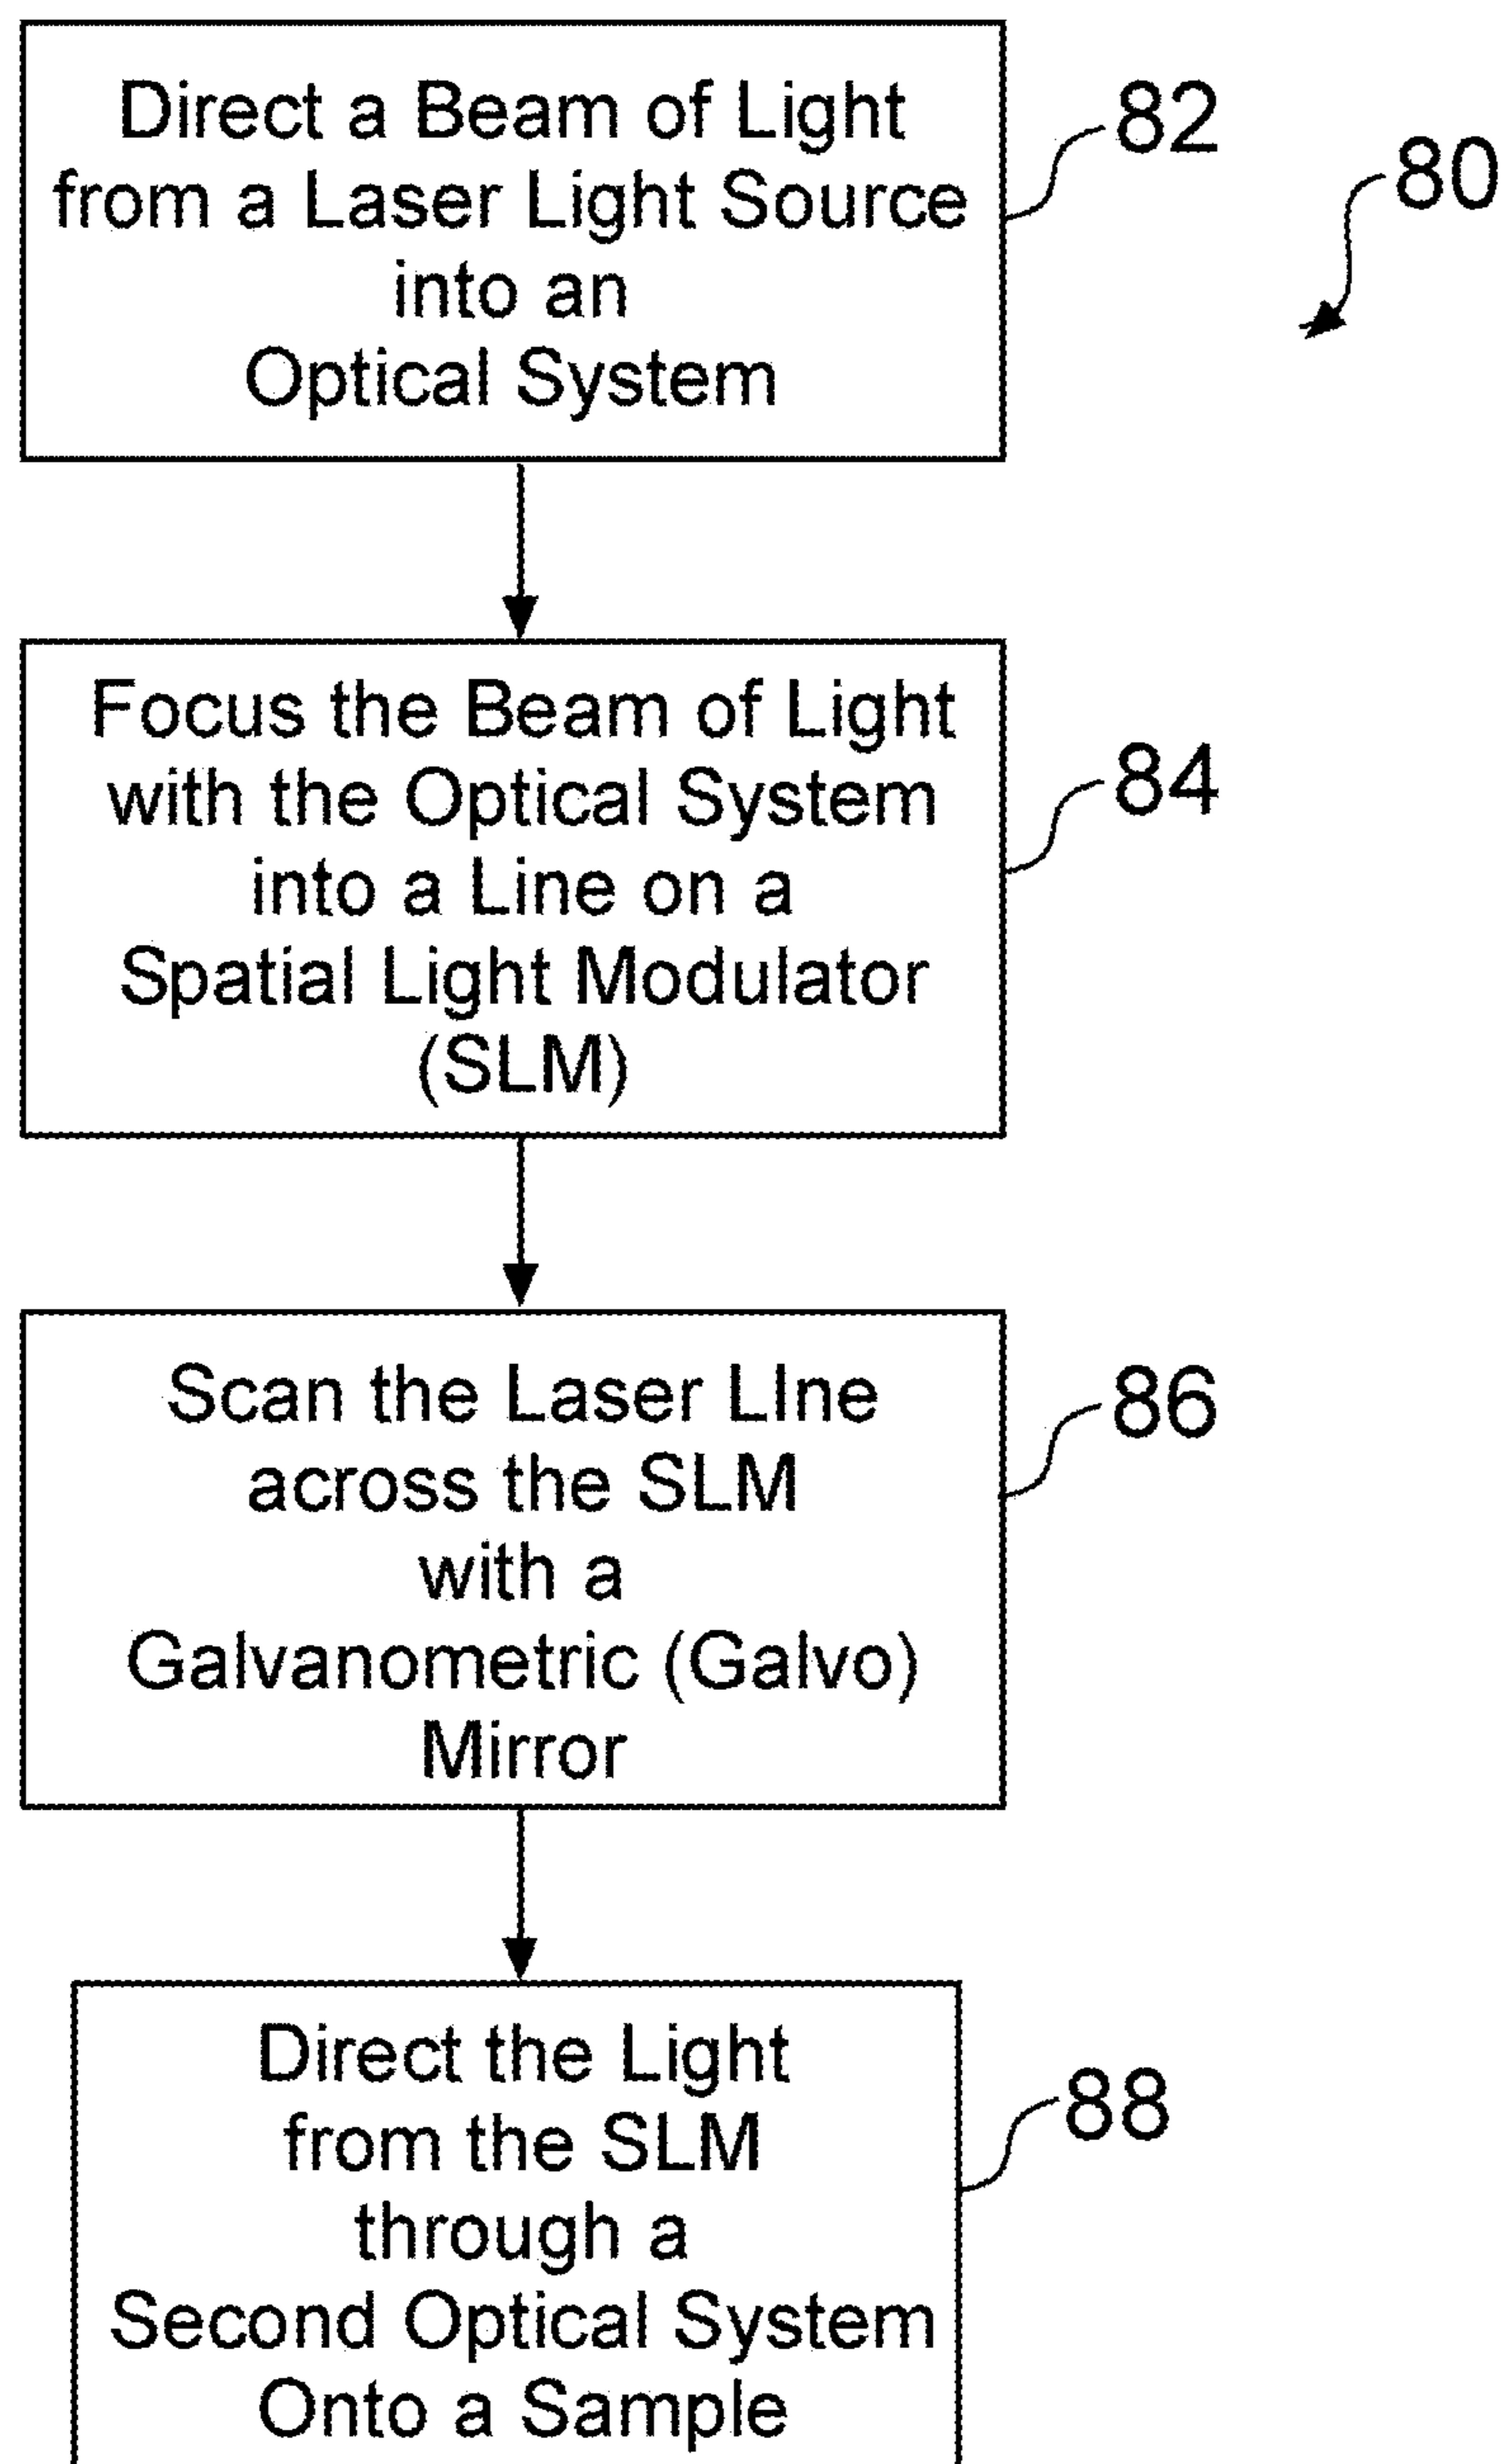 Direct a Beam of Light
from a Laser Light Source
into an
Optical System
82
80
Focus the Beam of Light
with the Optical System
into a Line on a
Spatial Light Modulator
(SLM)
84
Scan the Laser LIne
across the SLM
with a
Galvanometric (Galvo)
Mirror
86
Direct the Light
from the SLM
through a
Second Optical System
Onto a Sample
88